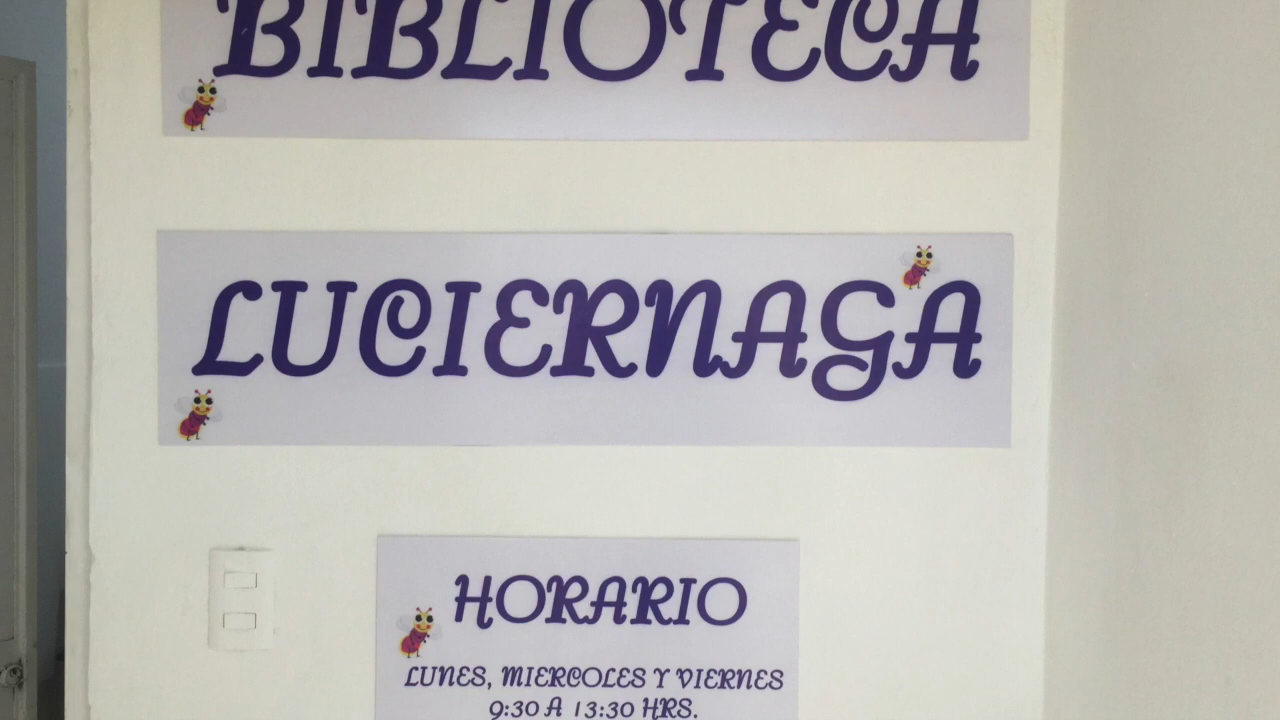 BIBLIOTECA
LUCIERNAGA
HORARIO
LUNES, MIERCOLES Y VIERNES
9:30 A 13:30 HRS.